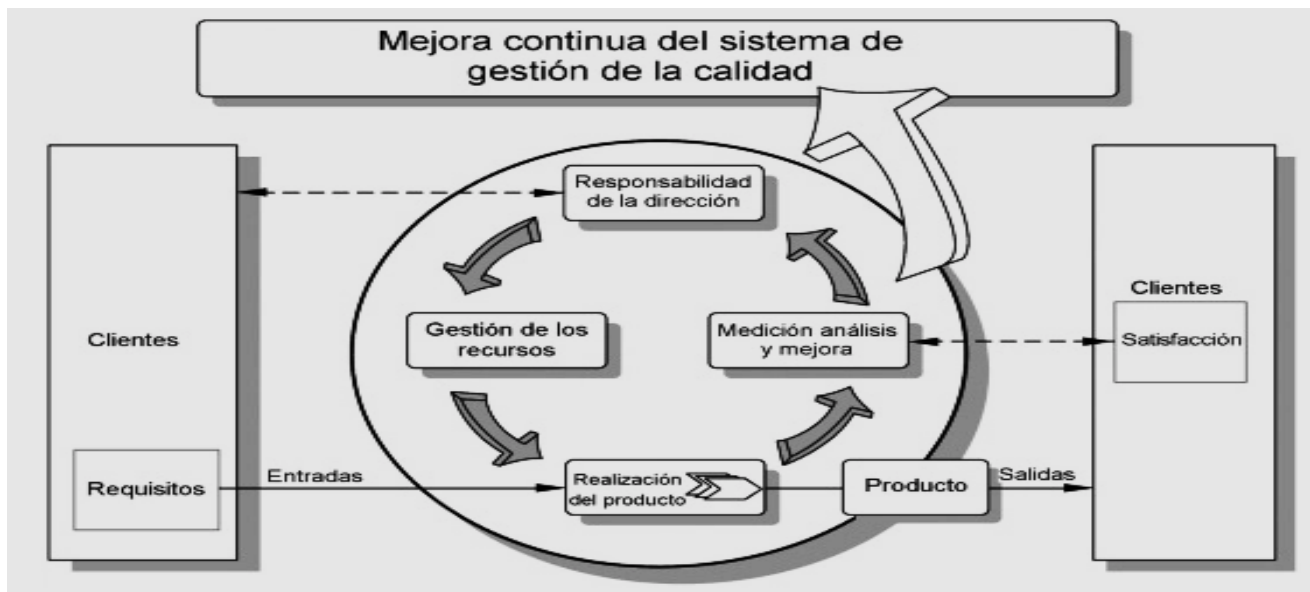 Mejora continua del sistema de
gestión de la calidad
Responsabilidad
de la dirección
Clientes
Gestión de los
recursos
Medición análisis
y mejora
Clientes
Satisfacción
Requisitos
Entradas
Realización
del producto
Producto
Salidas